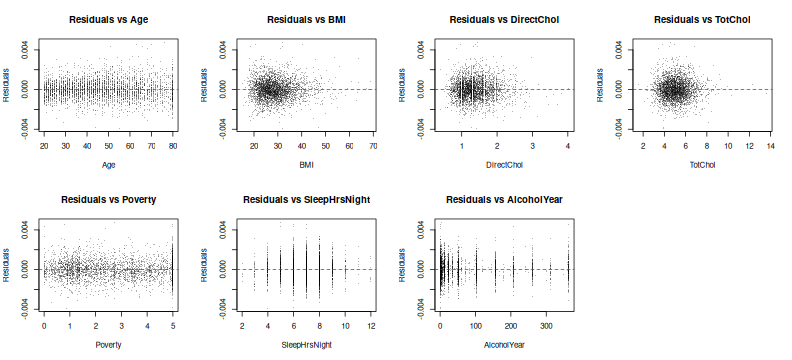 Residuals vs Age
Residuals vs BMI
Residuals vs DirectChol
Residuals vs TotChol
Residuals
-0.004 0.000 0.004
20 30 40 50 60 70 80
Age
Residuals
-0.004 0.000 0.004
20 30 40 50 60 70
BMI
Residuals
-0.004 0.000 0.004
1 2 3 4
DirectChol
Residuals
-0.004 0.000 0.004
2 4 6 8 10 12 14
TotChol
Residuals vs Poverty
Residuals vs SleepHrsNight
Residuals vs AlcoholYear
Residuals
-0.004 0.000 0.004
0 1 2 3 4 5
Poverty
Residuals
-0.004 0.000 0.004
2 4 6 8 10 12
SleepHrsNight
Residuals
-0.004 0.000 0.004
0 100 200 300
AlcoholYear